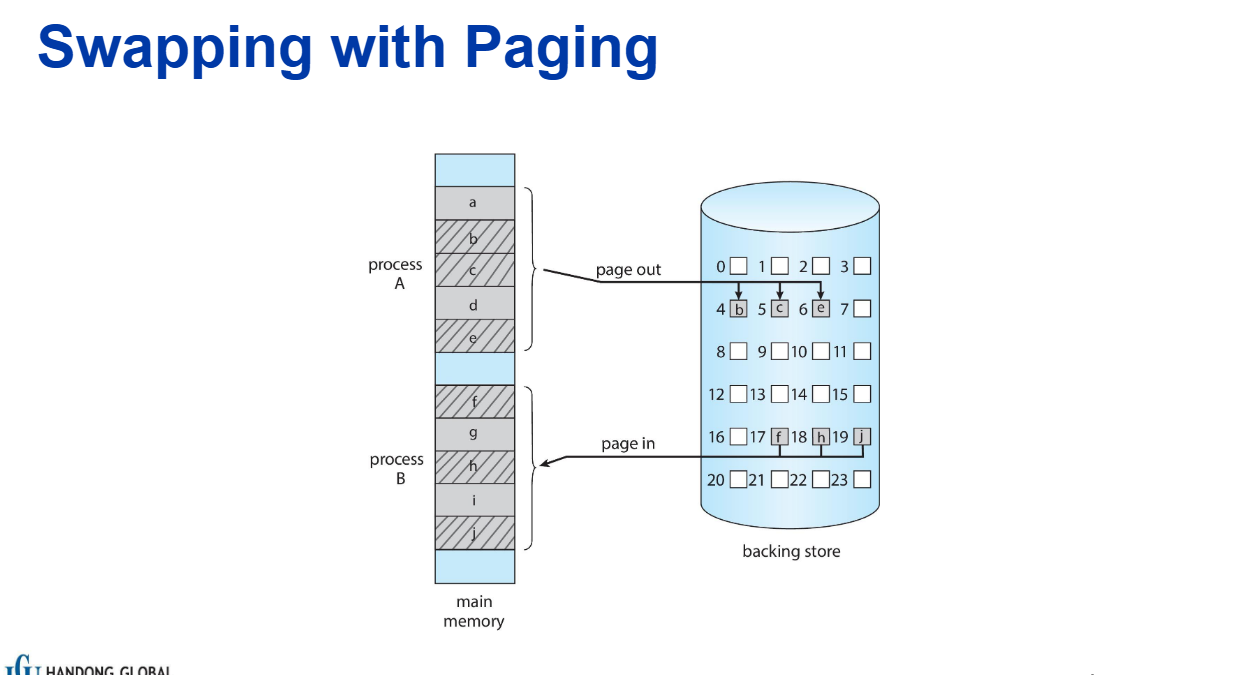 Swapping with Paging
a
b
c
d
e
f
g
h
i
j
process
A
process
B
main
memory
page out
page in
0 1 2 3
4 b 5 c 6 e 7
8 9 10 11
12 13 14 15
16 17 f 18 h 19 j
20 21 22 23
backing store
HANDONG GLOBAL